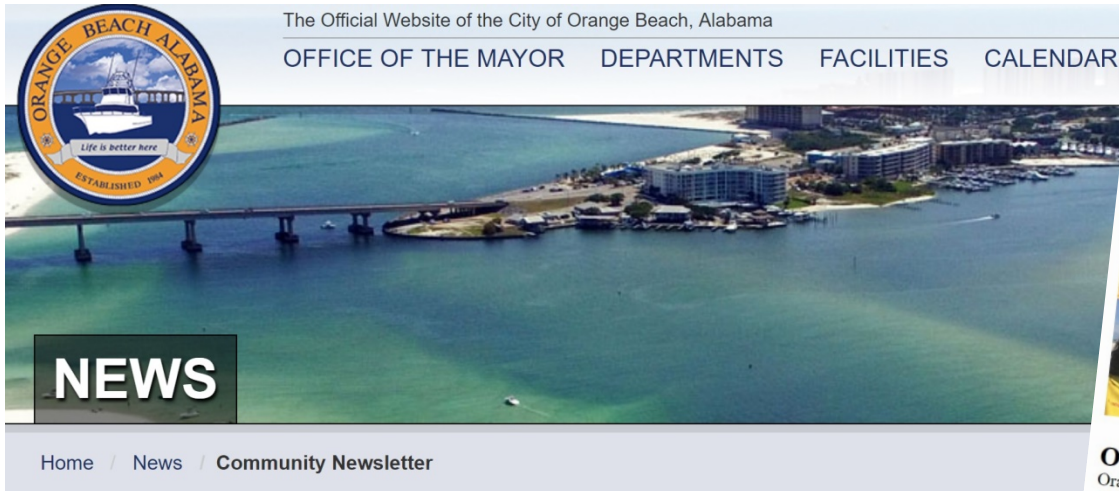 ORANGE BEACH ALABAMA
Life is better here
ESTABLISHED 1984
The Official Website of the City of Orange Beach, Alabama
OFFICE OF THE MAYOR DEPARTMENTS FACILITIES CALENDAR
NEWS
Home / News / Community Newsletter